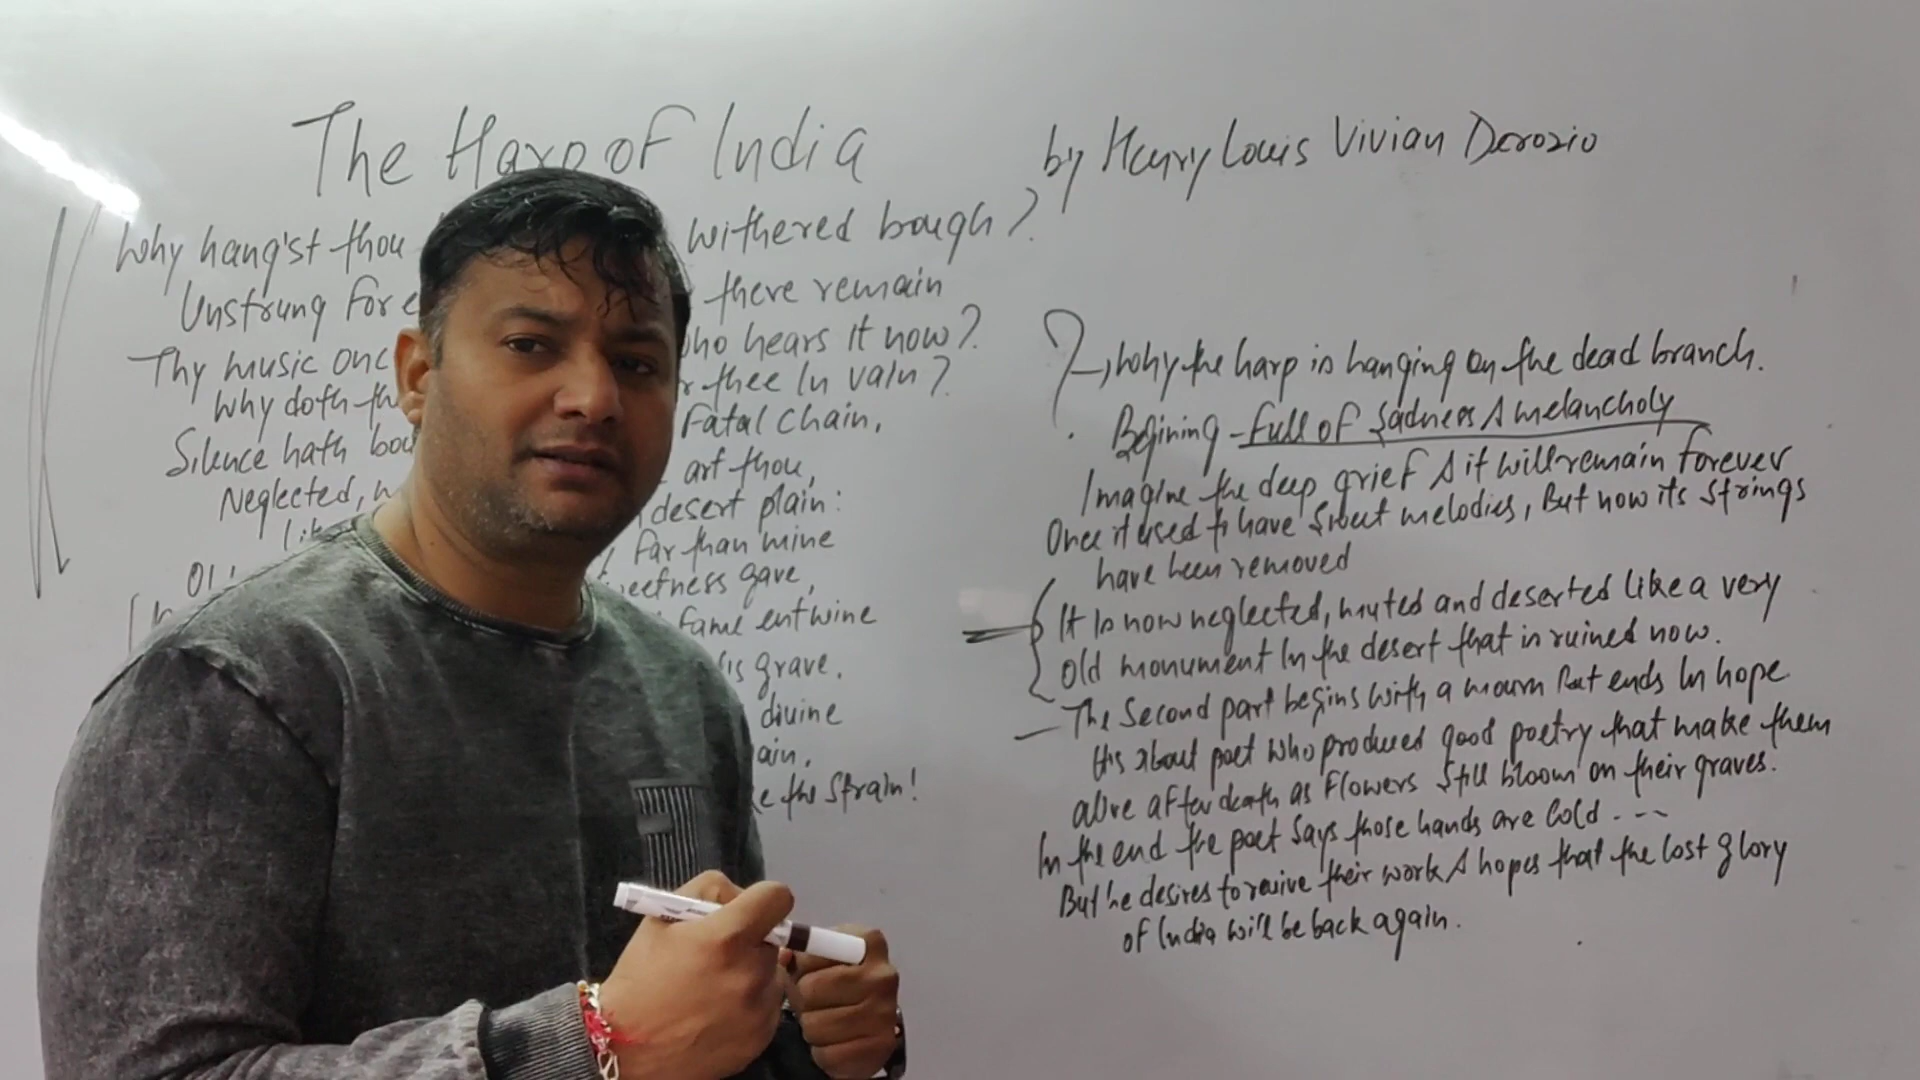 The Harp of India
by Henry Louis Vivian Derozio
Why hang'st thou withered bough?
Unstrung for e there remain
Thy music onc who hears it now?
Why doth th r thee in vain?
Silence hath bou Fatal Chain,
Neglected, art thou,
lik desert plain:
O! far than mine
eetness gave,
fame entwine
is grave.
divine
ain,
e the strain!
?→, Why the harp is hanging on the dead branch.
Begining - full of Sadness & melancholy
Imagine the deep grief & it will remain forever
Once it used to have sweet melodies, But now its strings
have been removed
It is now neglected, muted and deserted like a very
old monument in the desert that is ruined now.
- The Second part begins with a mourn But ends in hope
Its about poet who produced good poetry that make them
alive after death as Flowers still bloom on their graves.
In the end the poet says those hands are Cold - - -
But he desires to revive their work & hopes that the lost glory
of India will be back again.